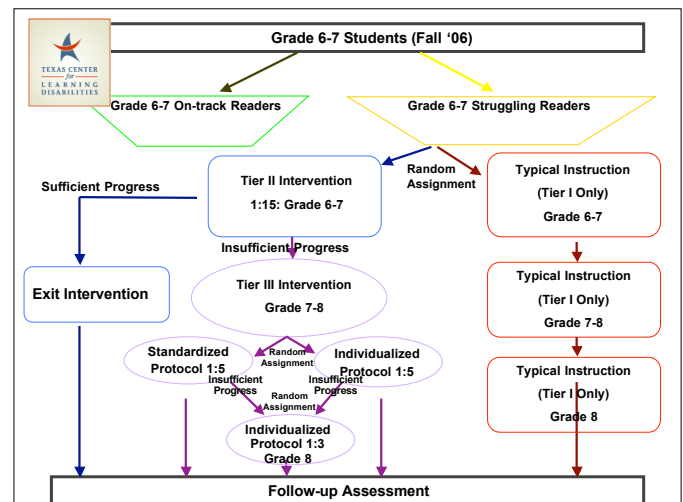 Grade 6-7 Students (Fall ‘06)
TEXAS CENTER
for
LEARNING
DISABILITIES
Grade 6-7 On-track Readers
Grade 6-7 Struggling Readers
Sufficient Progress
Tier II Intervention
1:15: Grade 6-7
Random
Assignment
Typical Instruction
(Tier I Only)
Grade 6-7
Insufficient Progress
Exit Intervention
Tier III Intervention
Grade 7-8
Typical Instruction
(Tier I Only)
Grade 7-8
Standardized
Protocol 1:5
Random
Assignment
Individualized
Protocol 1:5
Insufficient
Progress
Insufficient
Progress
Random
Assignment
Individualized
Protocol 1:3
Grade 8
Typical Instruction
(Tier I Only)
Grade 8
Follow-up Assessment